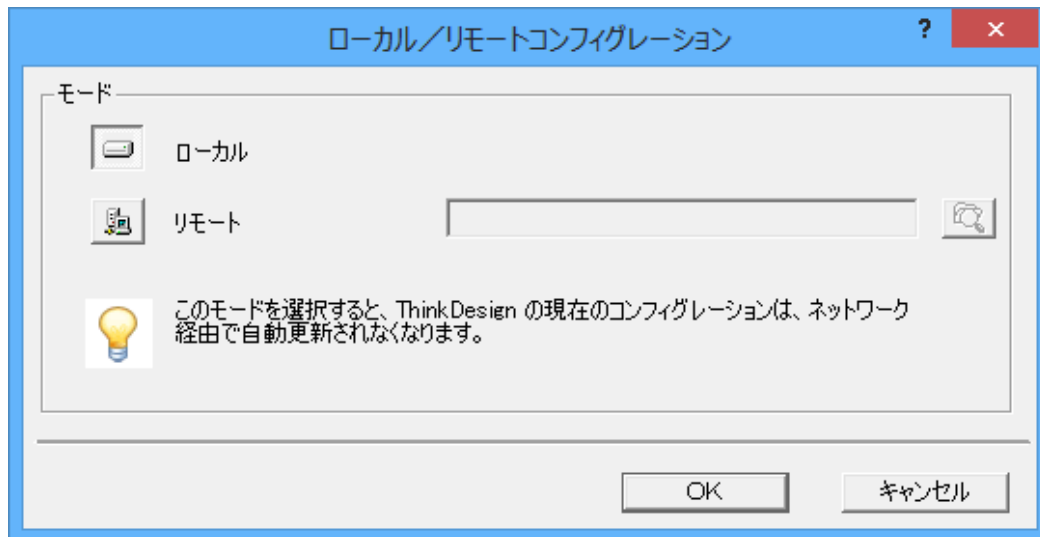 ローカル／リモートコンフィグレーション
?
×
モード
ローカル
リモート
このモードを選択すると、ThinkDesign の現在のコンフィグレーションは、ネットワーク
経由で自動更新されなくなります。
OK
キャンセル